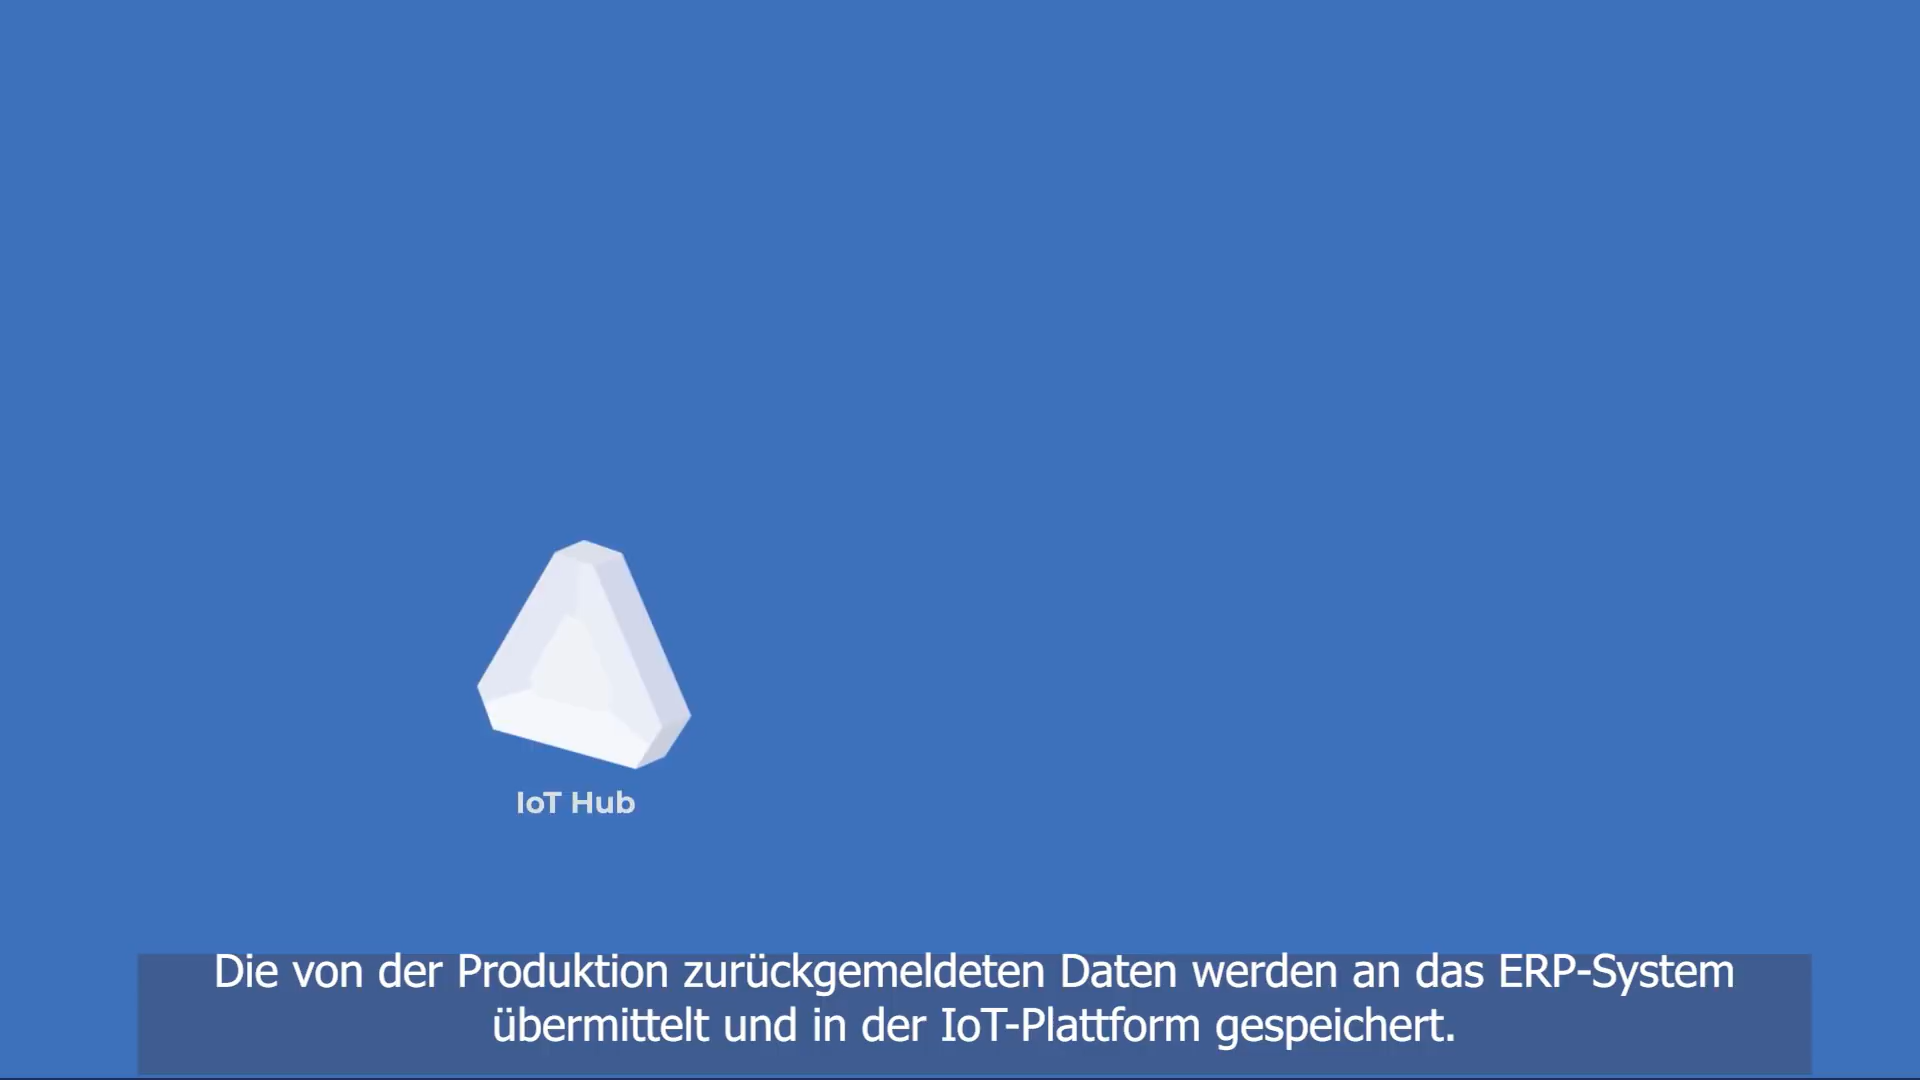 IoT Hub
Die von der Produktion zurückgemeldeten Daten werden an das ERP-System
übermittelt und in der IoT-Plattform gespeichert.